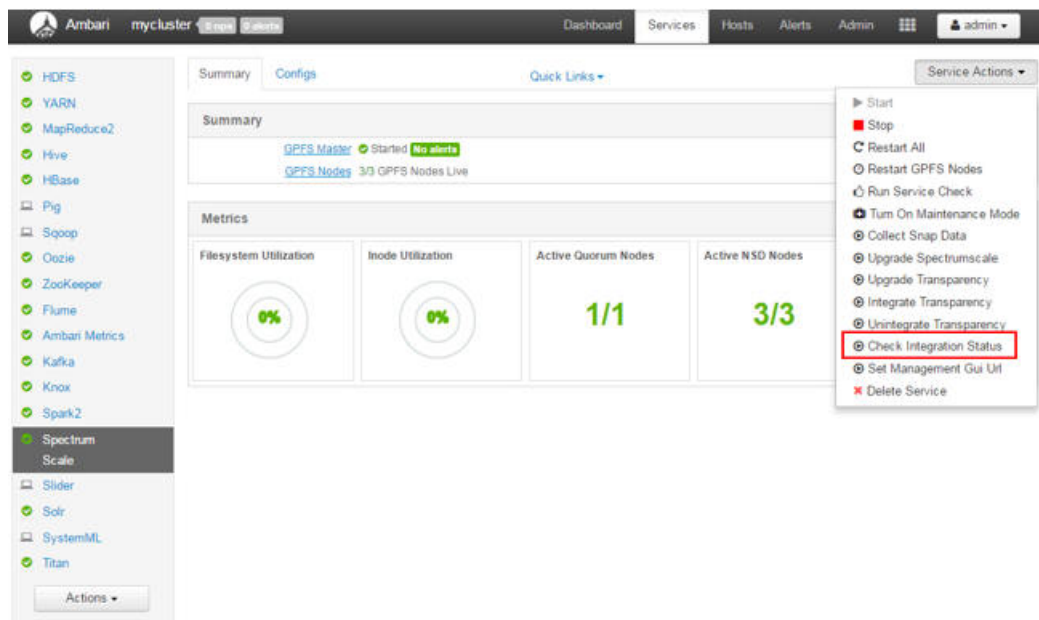 Ambari mycluster 0 ops 0 alerts Dashboard Services Hosts Alerts Admin admin
HDFS
YARN
MapReduce2
Hive
HBase
Pig
Sqoop
Oozie
ZooKeeper
Flume
Ambari Metrics
Kafka
Knox
Spark2
Spectrum
Scale
Slider
Solr
SystemML
Titan
Actions
Summary Configs Quick Links Service Actions
Summary
GPFS Master Started No alerts
GPFS Nodes 3/3 GPFS Nodes Live
Metrics
Filesystem Utilization Inode Utilization Active Quorum Nodes Active NSD Nodes
0% 0% 1/1 3/3
Start
Stop
Restart All
Restart GPFS Nodes
Run Service Check
Turn On Maintenance Mode
Collect Snap Data
Upgrade Spectrumscale
Upgrade Transparency
Integrate Transparency
Unintegrate Transparency
Check Integration Status
Set Management Gui Url
Delete Service